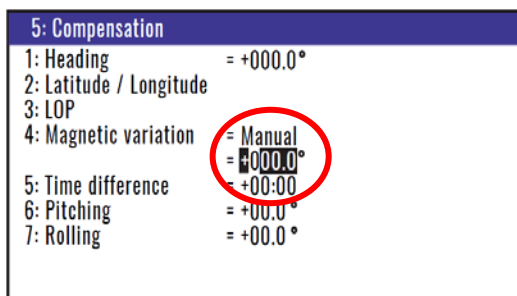 5: Compensation
1: Heading = +000.0°
2: Latitude / Longitude
3: LOP
4: Magnetic variation = Manual
= +000.0°
5: Time difference = +00:00
6: Pitching = +00.0 °
7: Rolling = +00.0 °